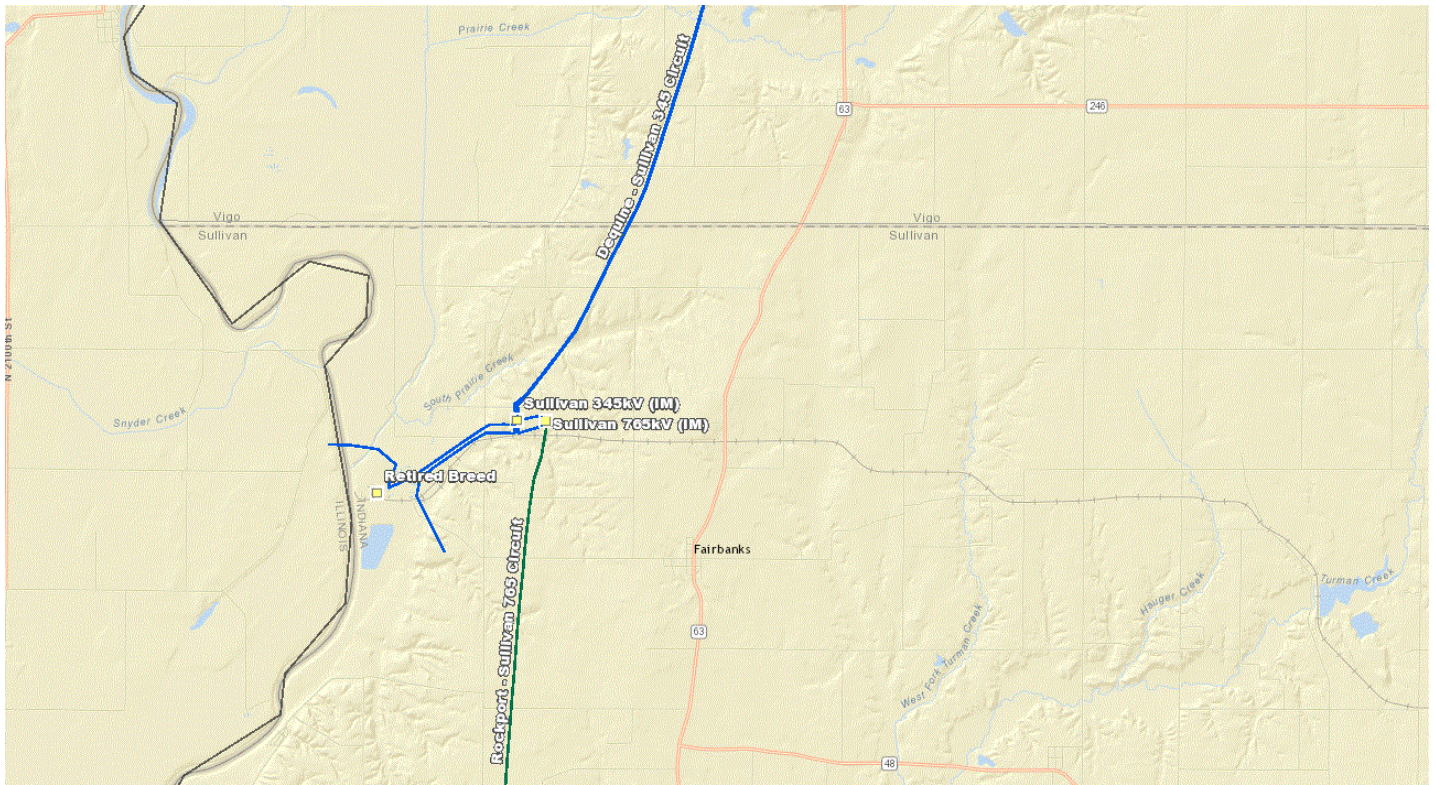 Prairie Creek
63
246
Dequine - Sullivan 345 Circuit
Vigo
Sullivan
Vigo
Sullivan
N 2100th St
South Prairie Creek
Snyder Creek
Sullivan 345kV (IM)
Sullivan 765kV (IM)
Retired Breed
ILLINOIS
INDIANA
Rockport - Sullivan 765 Circuit
Fairbanks
Hauger Creek
Turman Creek
West Fork Turman Creek
63
48